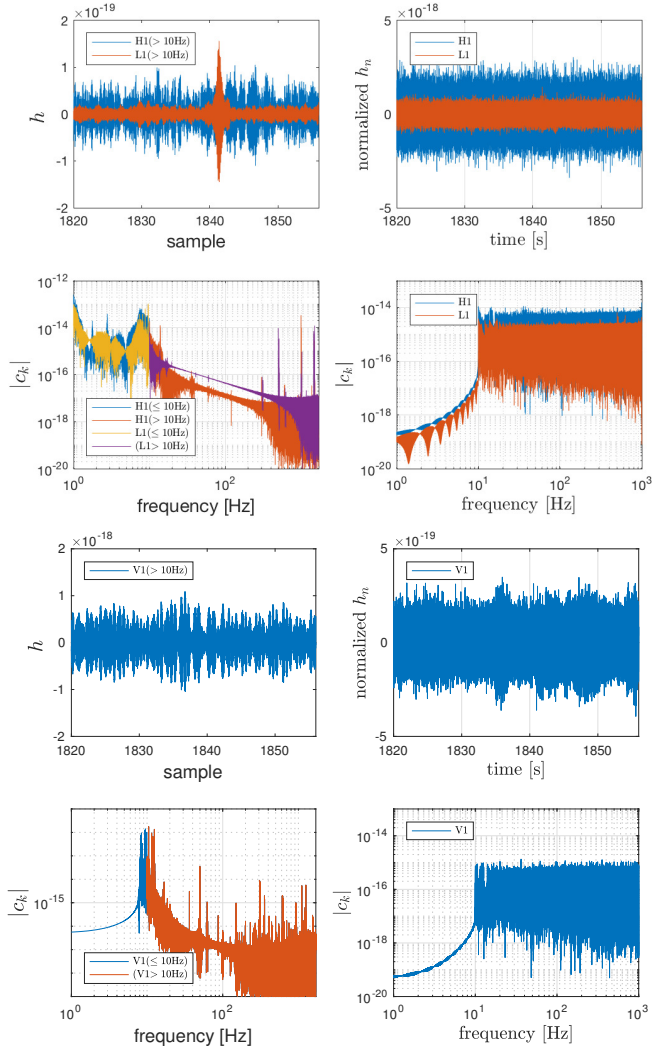 ×10⁻¹⁹
H1(> 10Hz)
L1(> 10Hz)
2
1
0
-1
-2
h
1820 1830 1840 1850
sample
×10⁻¹⁸
H1
L1
5
0
-5
normalized hₙ
1820 1830 1840 1850
time [s]
10⁻¹²
10⁻¹⁴
10⁻¹⁶
10⁻¹⁸
10⁻²⁰
|cₖ|
H1(≤ 10Hz)
H1(> 10Hz)
L1(≤ 10Hz)
(L1> 10Hz)
10⁰ 10²
frequency [Hz]
H1
L1
10⁻¹⁴
10⁻¹⁶
10⁻¹⁸
10⁻²⁰
|cₖ|
10⁰ 10¹ 10² 10³
frequency [Hz]
×10⁻¹⁸
V1(> 10Hz)
2
1
0
-1
-2
h
1820 1830 1840 1850
sample
×10⁻¹⁹
V1
5
0
-5
normalized hₙ
1820 1830 1840 1850
time [s]
10⁻¹⁵
|cₖ|
V1(≤ 10Hz)
(V1> 10Hz)
10⁰ 10²
frequency [Hz]
V1
10⁻¹⁴
10⁻¹⁶
10⁻¹⁸
10⁻²⁰
|cₖ|
10⁰ 10¹ 10² 10³
frequency [Hz]